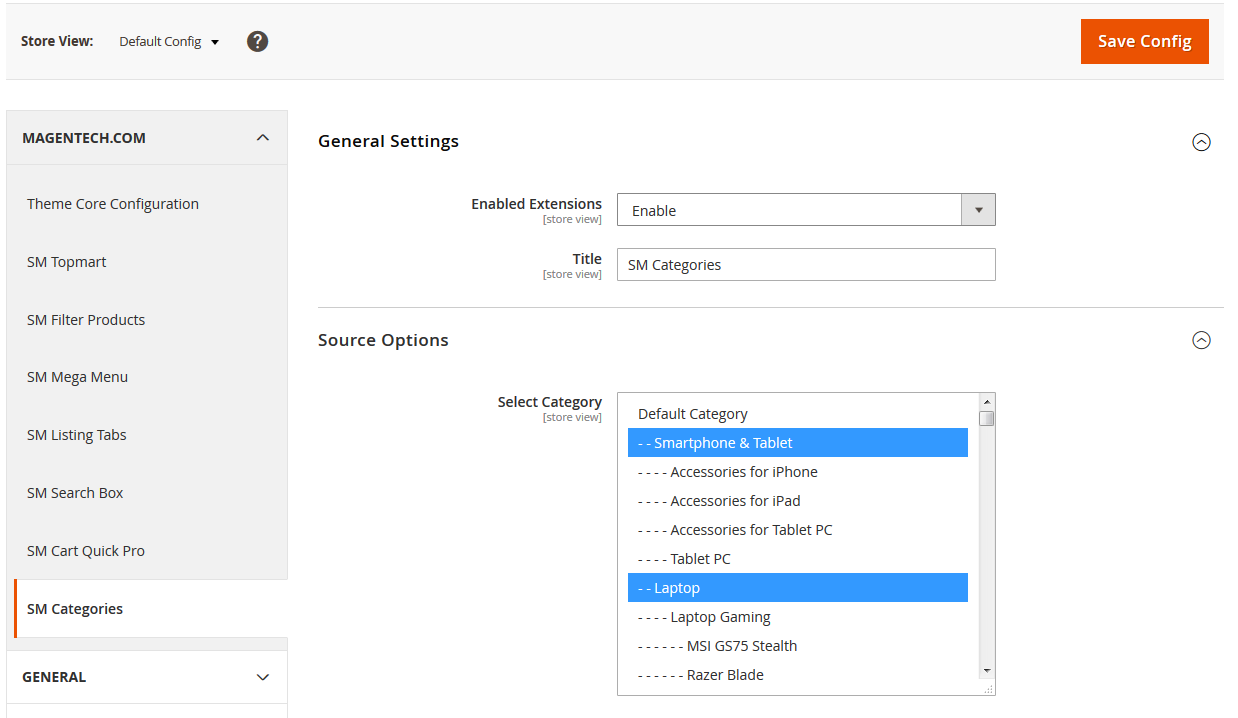 Store View: Default Config ?
Save Config
MAGENTECH.COM
Theme Core Configuration
SM Topmart
SM Filter Products
SM Mega Menu
SM Listing Tabs
SM Search Box
SM Cart Quick Pro
SM Categories
GENERAL
General Settings
Enabled Extensions
[store view]
Enable
Title
[store view]
SM Categories
Source Options
Select Category
[store view]
Default Category
- - Smartphone & Tablet
- - - - Accessories for iPhone
- - - - Accessories for iPad
- - - - Accessories for Tablet PC
- - - - Tablet PC
- - Laptop
- - - - Laptop Gaming
- - - - - - MSI GS75 Stealth
- - - - - - Razer Blade